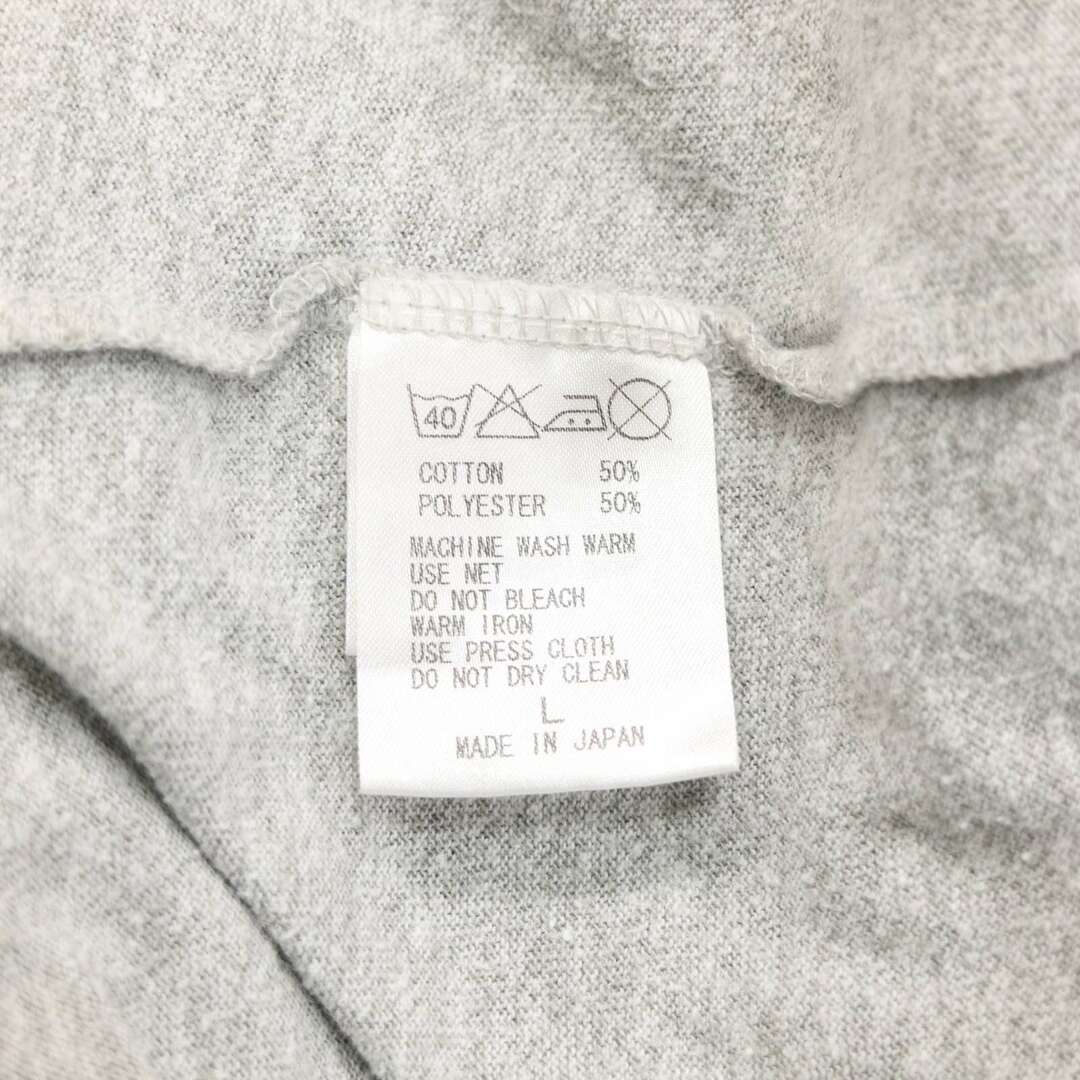 40
COTTON 50%
POLYESTER 50%
MACHINE WASH WARM
USE NET
DO NOT BLEACH
WARM IRON
USE PRESS CLOTH
DO NOT DRY CLEAN
L
MADE IN JAPAN